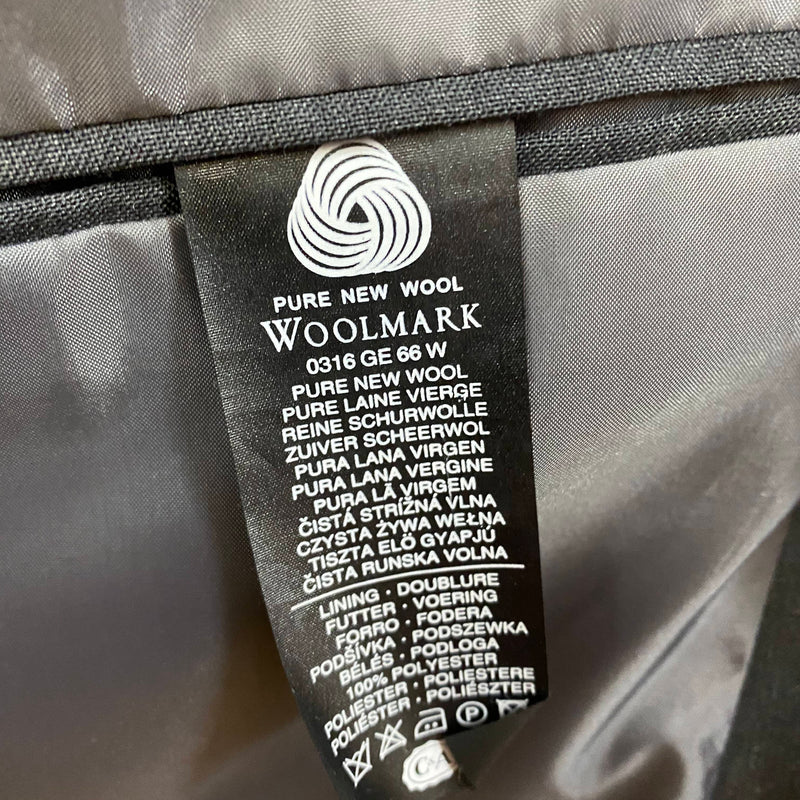 PURE NEW WOOL
WOOLMARK
0316 GE 66 W
PURE NEW WOOL
PURE LAINE VIERGE
REINE SCHURWOLLE
ZUIVER SCHEERWOL
PURA LANA VIRGEN
PURA LANA VERGINE
PURA LÃ VIRGEM
ČISTÁ STRÍŽNÁ VLNA
CZYSTA ŻYWA WEŁNA
TISZTA ELÖ GYAPJÚ
ČISTA RUNSKA VOLNA
LINING · DOUBLURE
FUTTER · VOERING
FORRO · FODERA
PODŠÍVKA · PODSZEWKA
BÉLÉS · PODLOGA
100% POLYESTER
POLIESTER · POLIESTERE
POLIÉSTER · POLIÉSZTER
P
C&A